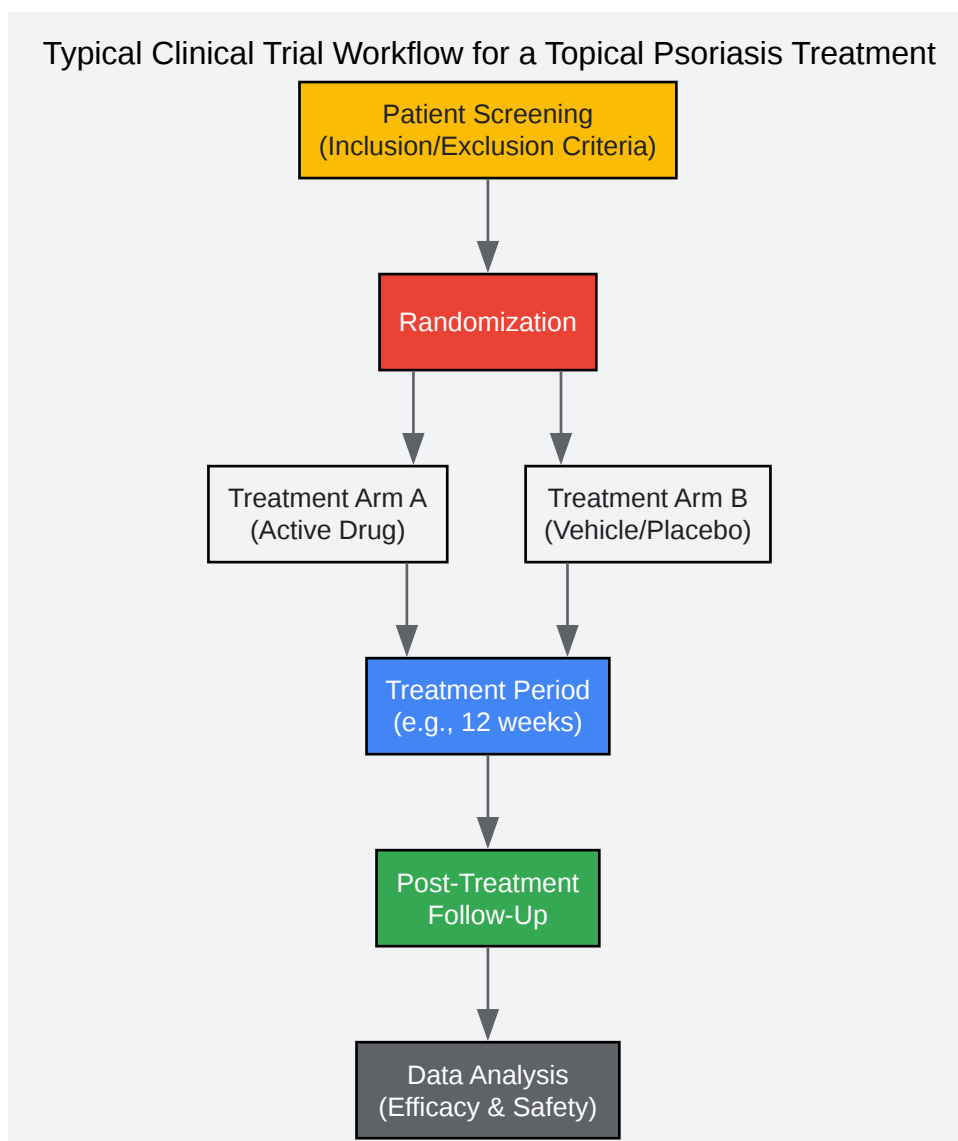 Typical Clinical Trial Workflow for a Topical Psoriasis Treatment
Patient Screening
(Inclusion/Exclusion Criteria)
Randomization
Treatment Arm A
(Active Drug)
Treatment Arm B
(Vehicle/Placebo)
Treatment Period
(e.g., 12 weeks)
Post-Treatment
Follow-Up
Data Analysis
(Efficacy & Safety)